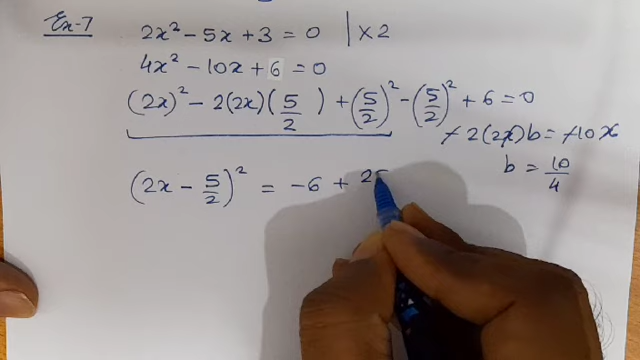 Ex-7 2x² - 5x + 3 = 0 | × 2
4x² - 10x + 6 = 0
(2x)² - 2(2x)(5/2) + (5/2)² - (5/2)² + 6 = 0
-2(2x)b = -10x
b = 10/4
(2x - 5/2)² = -6 + 25